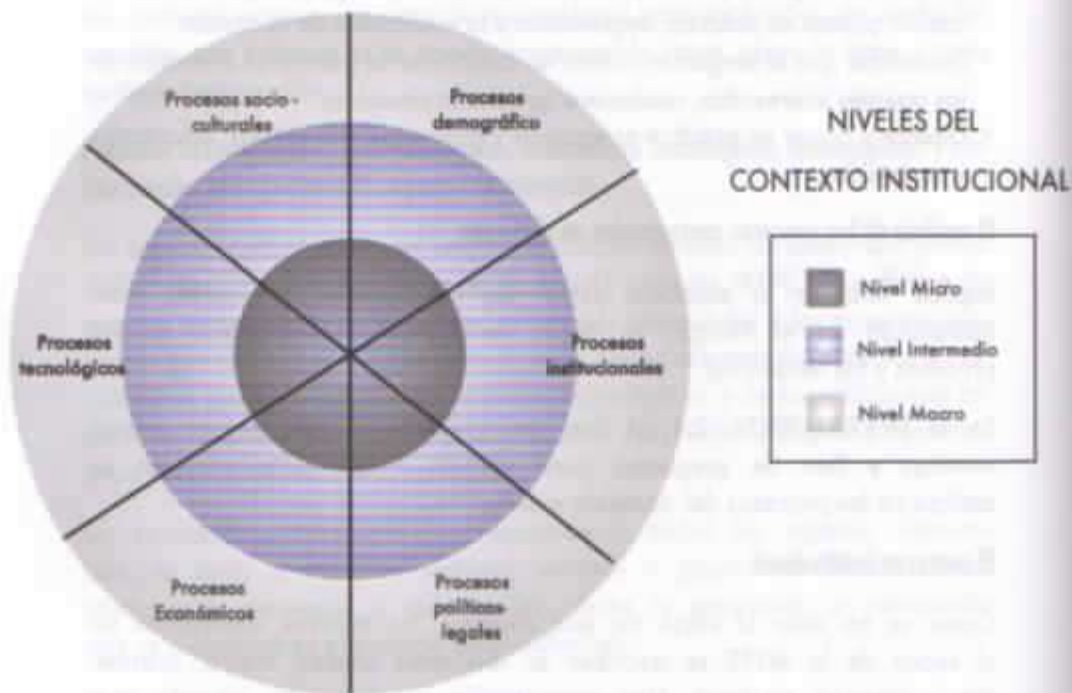 Procesos socio-
culturales
Procesos
demográfico
NIVELES DEL
CONTEXTO INSTITUCIONAL
Nivel Micro
Nivel Intermedio
Nivel Macro
Procesos
tecnológicos
Procesos
institucionales
Procesos
Económicos
Procesos
políticos-
legales